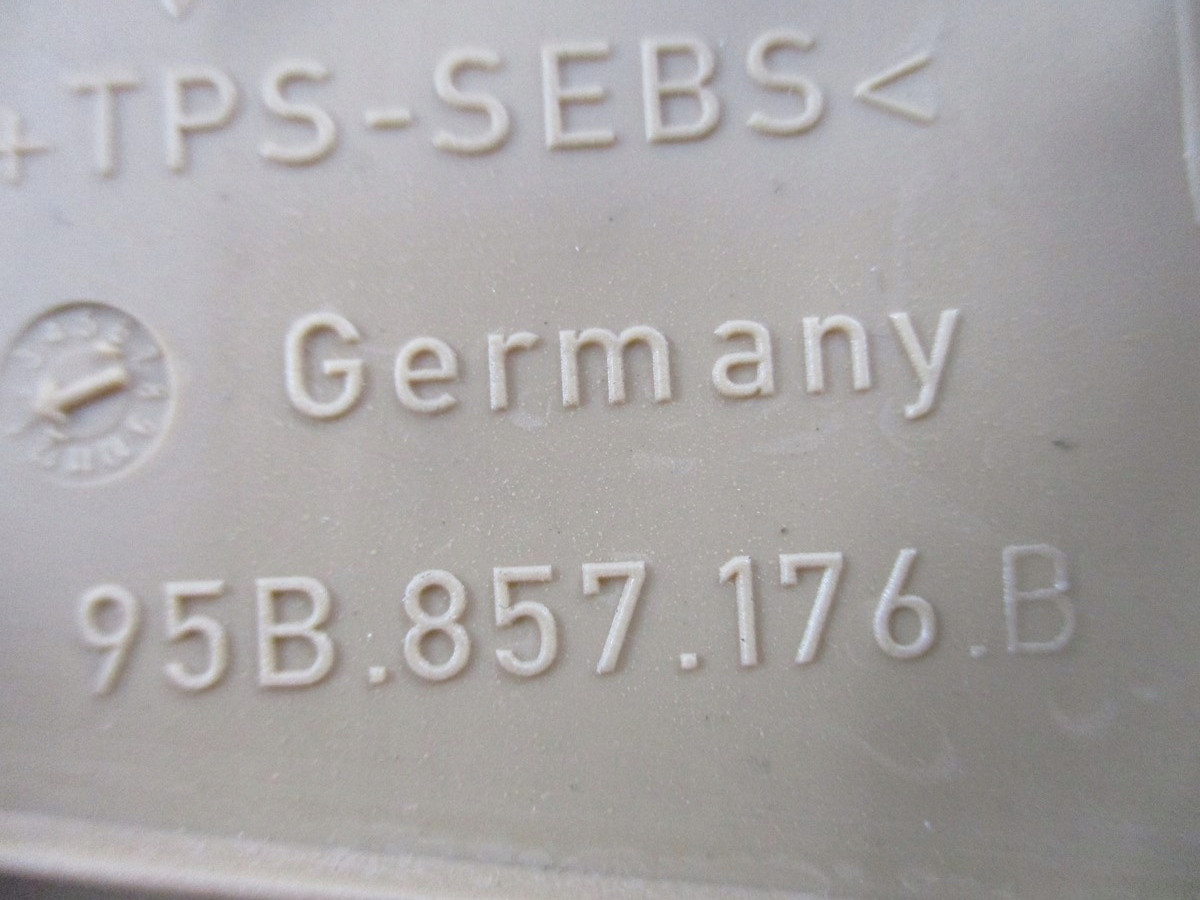 +TPS-SEBS<
Germany
95B.857.176.B